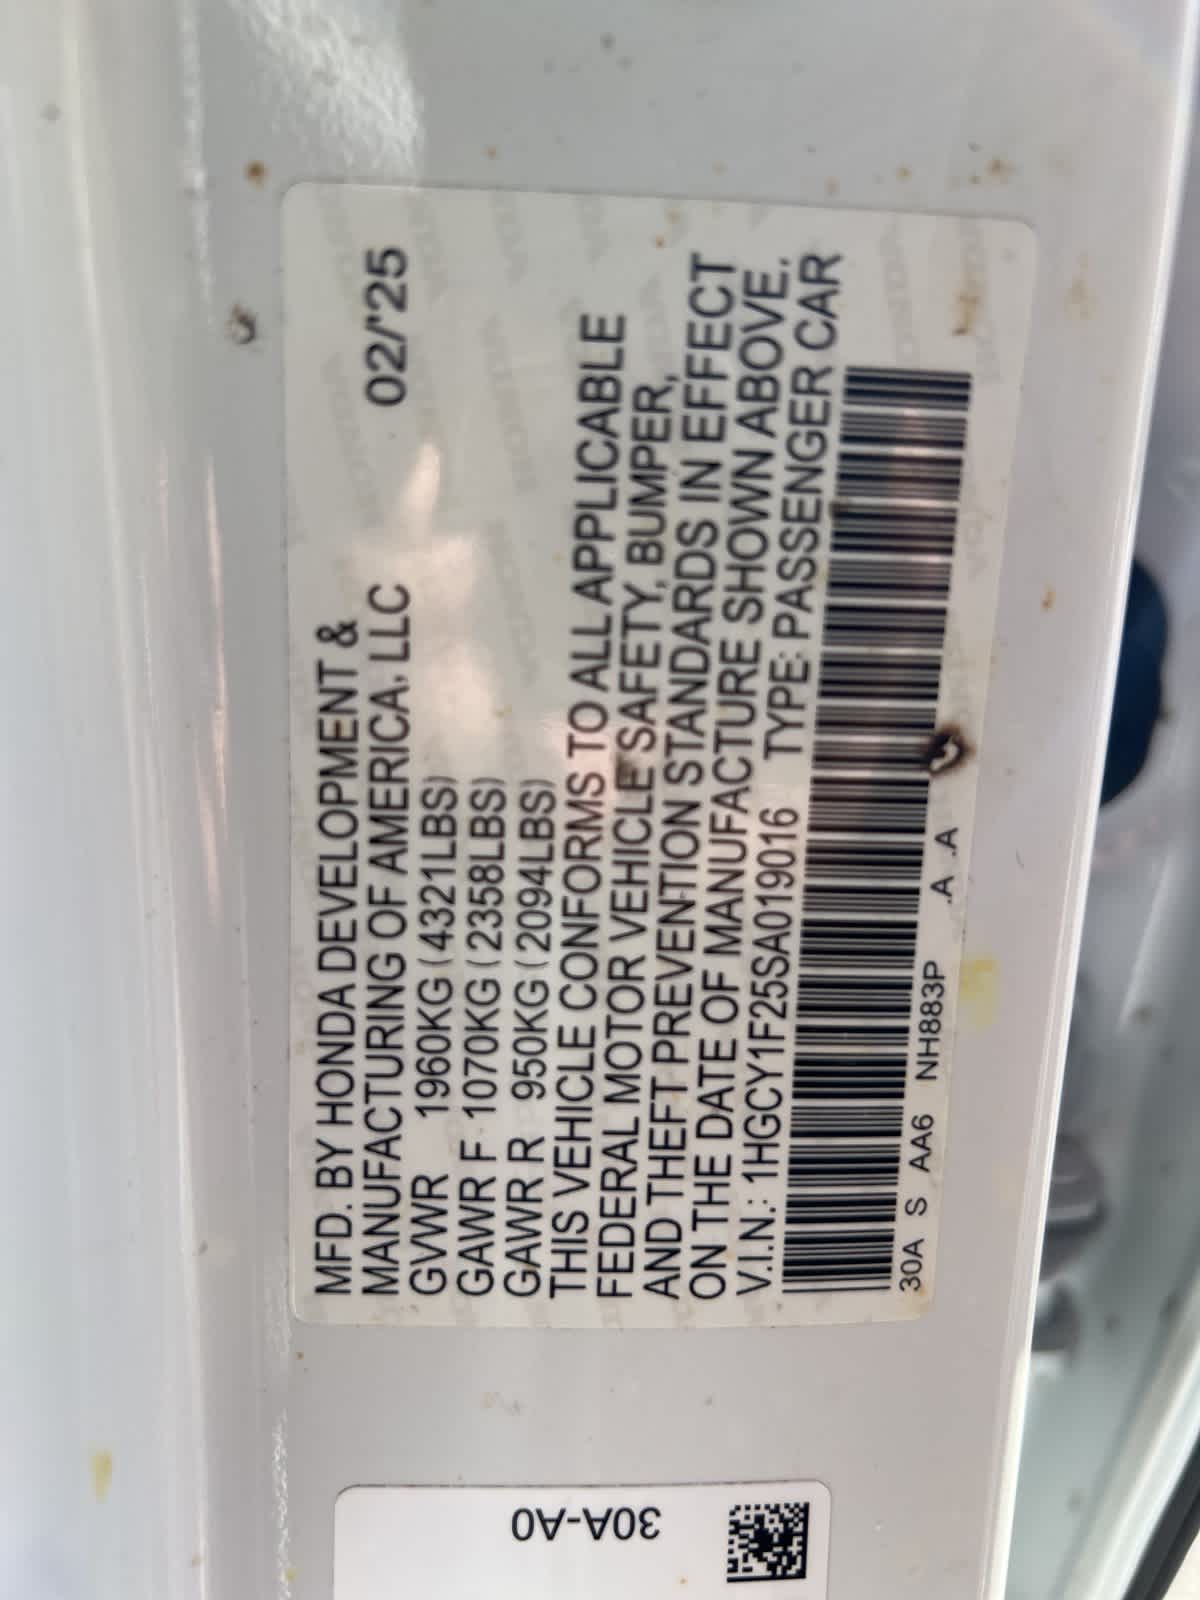 MFD. BY HONDA DEVELOPMENT &
MANUFACTURING OF AMERICA, LLC 02/'25
GVWR 1960KG ( 4321LBS)
GAWR F 1070KG ( 2358LBS)
GAWR R 950KG ( 2094LBS)
THIS VEHICLE CONFORMS TO ALL APPLICABLE
FEDERAL MOTOR VEHICLE SAFETY, BUMPER,
AND THEFT PREVENTION STANDARDS IN EFFECT
ON THE DATE OF MANUFACTURE SHOWN ABOVE.
V.I.N.: 1HGCY1F25SA019016 TYPE: PASSENGER CAR
30A S AA6 NH883P .A .A
30A-A0